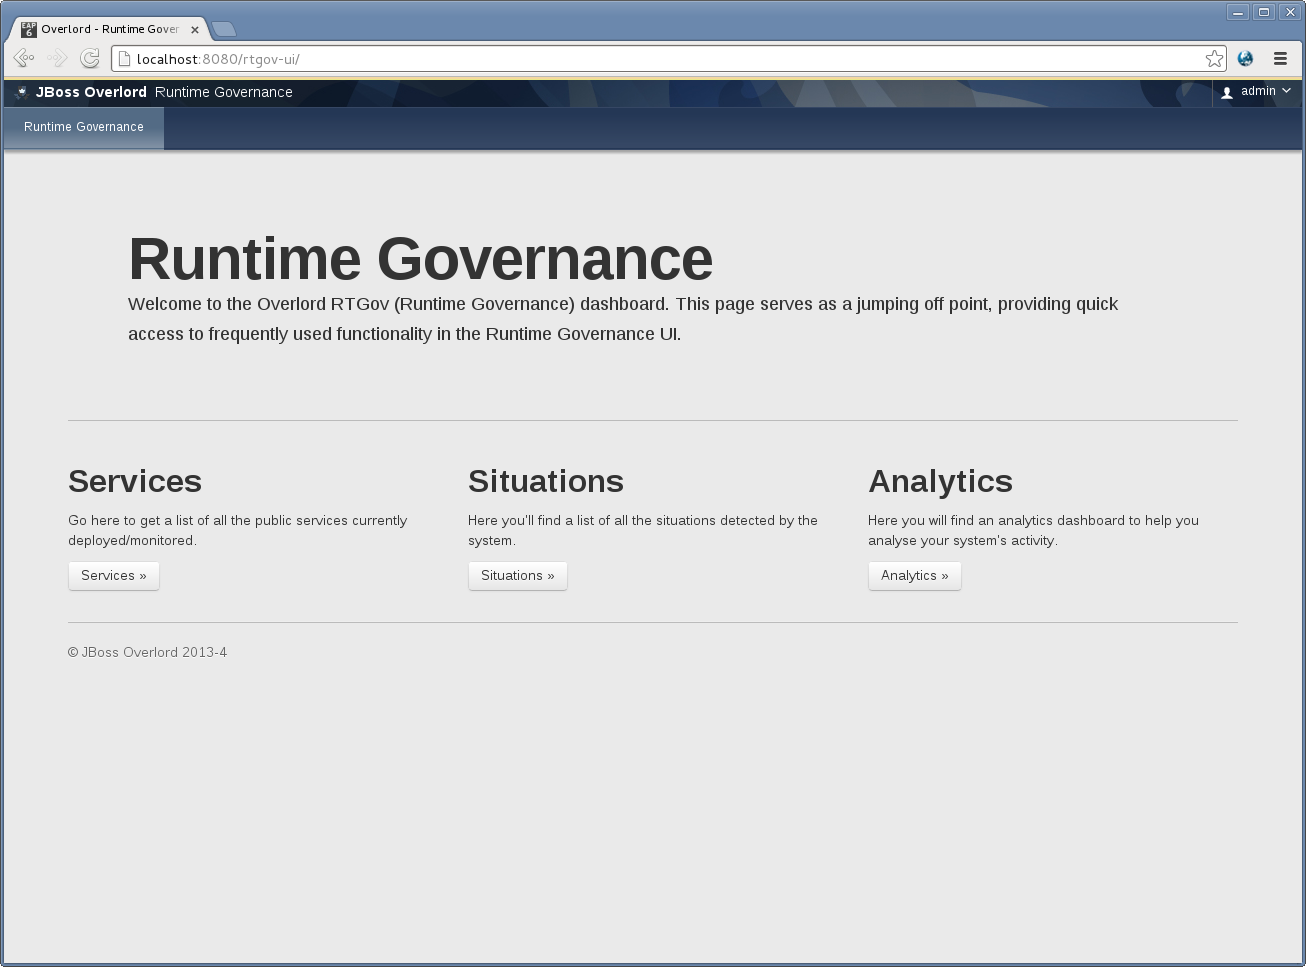 EAP
6
Overlord - Runtime Gover
localhost:8080/rtgov-ui/
JBoss Overlord Runtime Governance
admin
Runtime Governance
Runtime Governance
Welcome to the Overlord RTGov (Runtime Governance) dashboard. This page serves as a jumping off point, providing quick
access to frequently used functionality in the Runtime Governance UI.
Services
Go here to get a list of all the public services currently
deployed/monitored.
Services »
Situations
Here you'll find a list of all the situations detected by the
system.
Situations »
Analytics
Here you will find an analytics dashboard to help you
analyse your system's activity.
Analytics »
© JBoss Overlord 2013-4